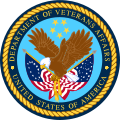 DEPARTMENT OF VETERANS AFFAIRS
UNITED STATES OF AMERICA